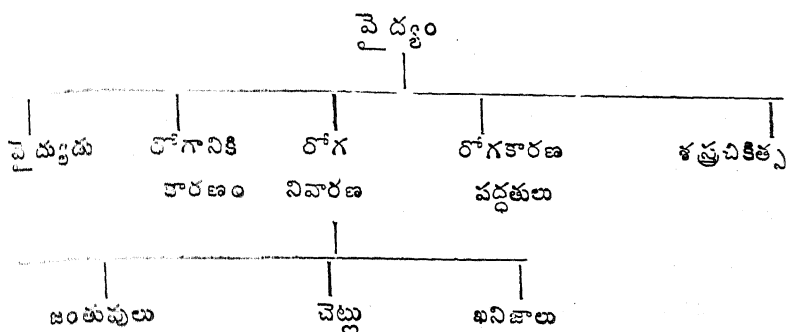 వైద్యం
వైద్యుడు రోగానికి రోగ రోగకారణ శస్త్రచికిత్స
కారణం నివారణ పద్ధతులు
జంతువులు చెట్లు ఖనిజాలు